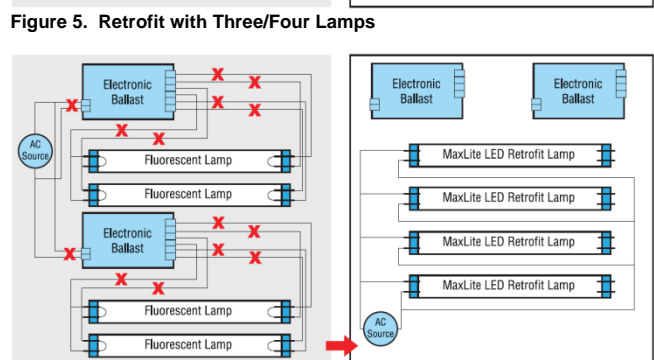 Figure 5. Retrofit with Three/Four Lamps
Electronic
Ballast
AC
Source
Fluorescent Lamp
Fluorescent Lamp
Electronic
Ballast
Fluorescent Lamp
Fluorescent Lamp
Electronic
Ballast
Electronic
Ballast
MaxLite LED Retrofit Lamp
MaxLite LED Retrofit Lamp
MaxLite LED Retrofit Lamp
MaxLite LED Retrofit Lamp
AC
Source